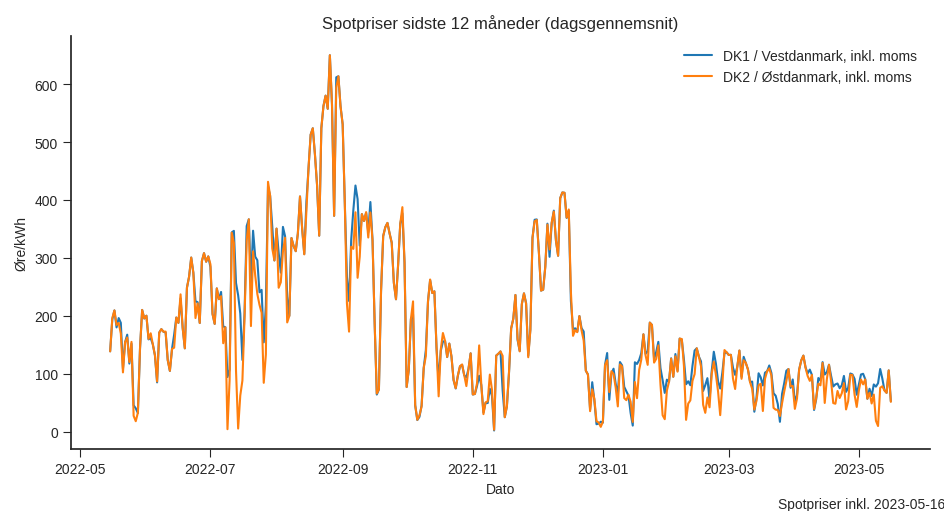 Spotpriser sidste 12 måneder (dagsgennemsnit)
DK1 / Vestdanmark, inkl. moms
DK2 / Østdanmark, inkl. moms
Øre/kWh
600
500
400
300
200
100
0
2022-05 2022-07 2022-09 2022-11 2023-01 2023-03 2023-05
Dato
Spotpriser inkl. 2023-05-16